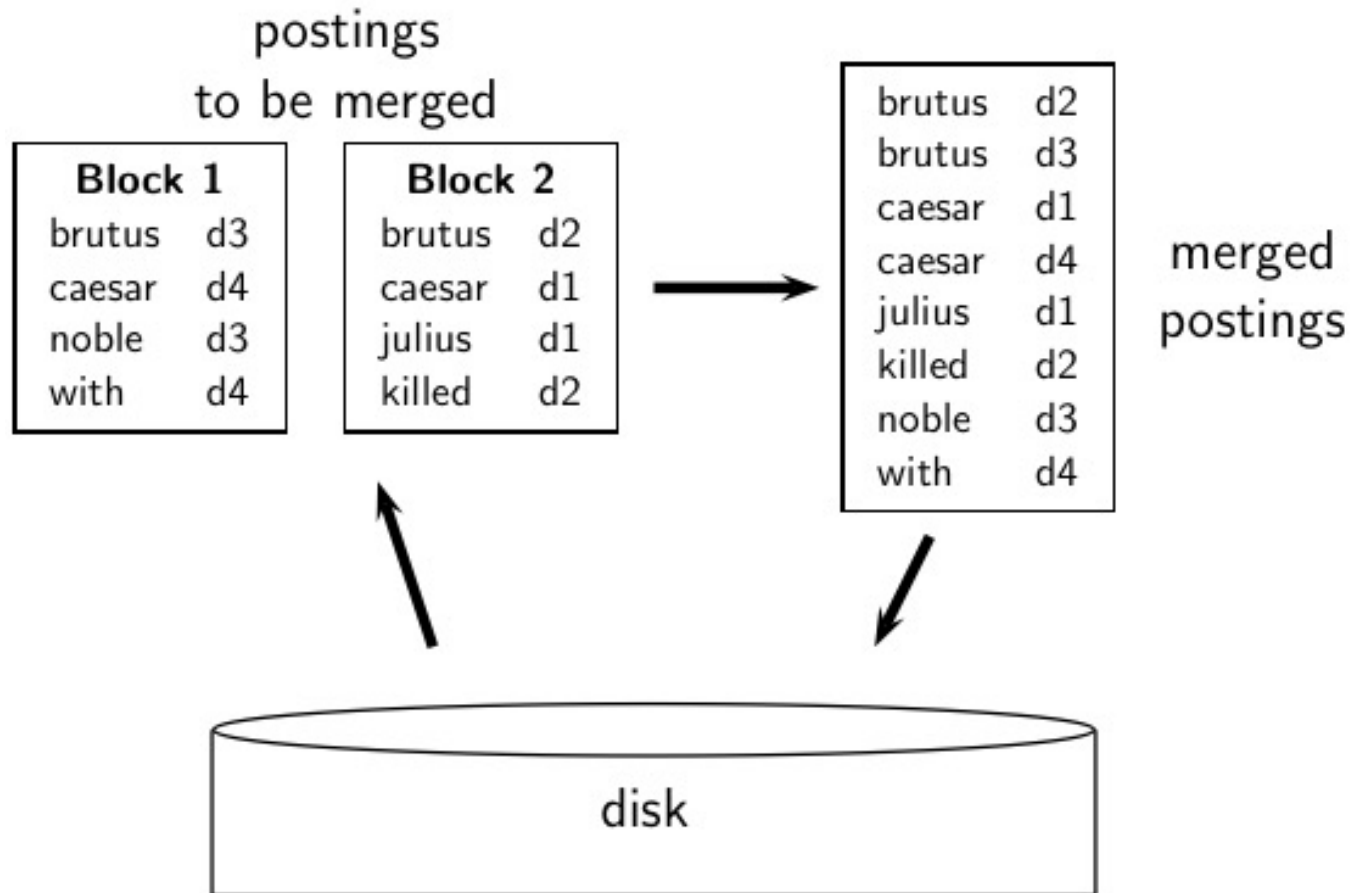 postings
to be merged
Block 1
brutus d3
caesar d4
noble d3
with d4
Block 2
brutus d2
caesar d1
julius d1
killed d2
brutus d2
brutus d3
caesar d1
caesar d4
julius d1
killed d2
noble d3
with d4
merged
postings
disk